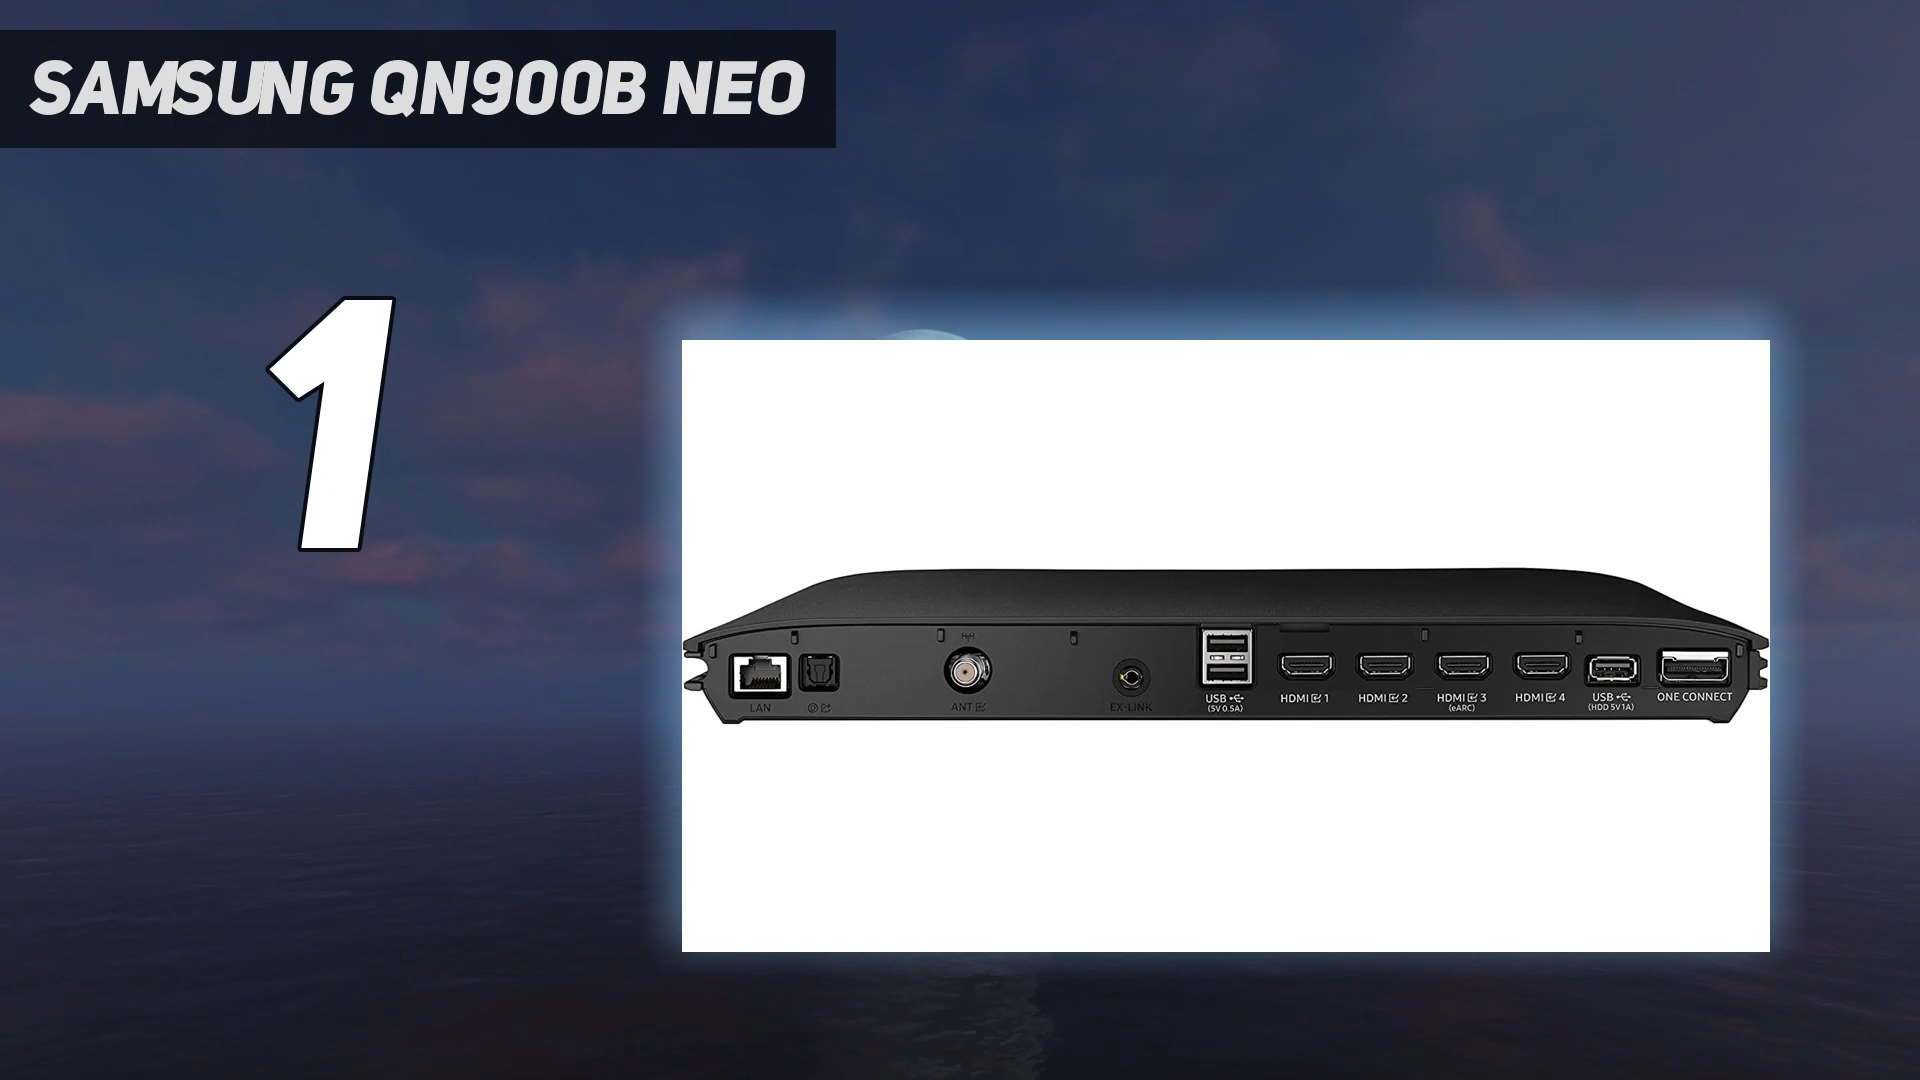 SAMSUNG QN900B NEO
1
LAN
ANT
EX-LINK
USB
(5V 0.5A)
HDMI 1
HDMI 2
HDMI 3
(eARC)
HDMI 4
USB
(HDD 5V 1A)
ONE CONNECT